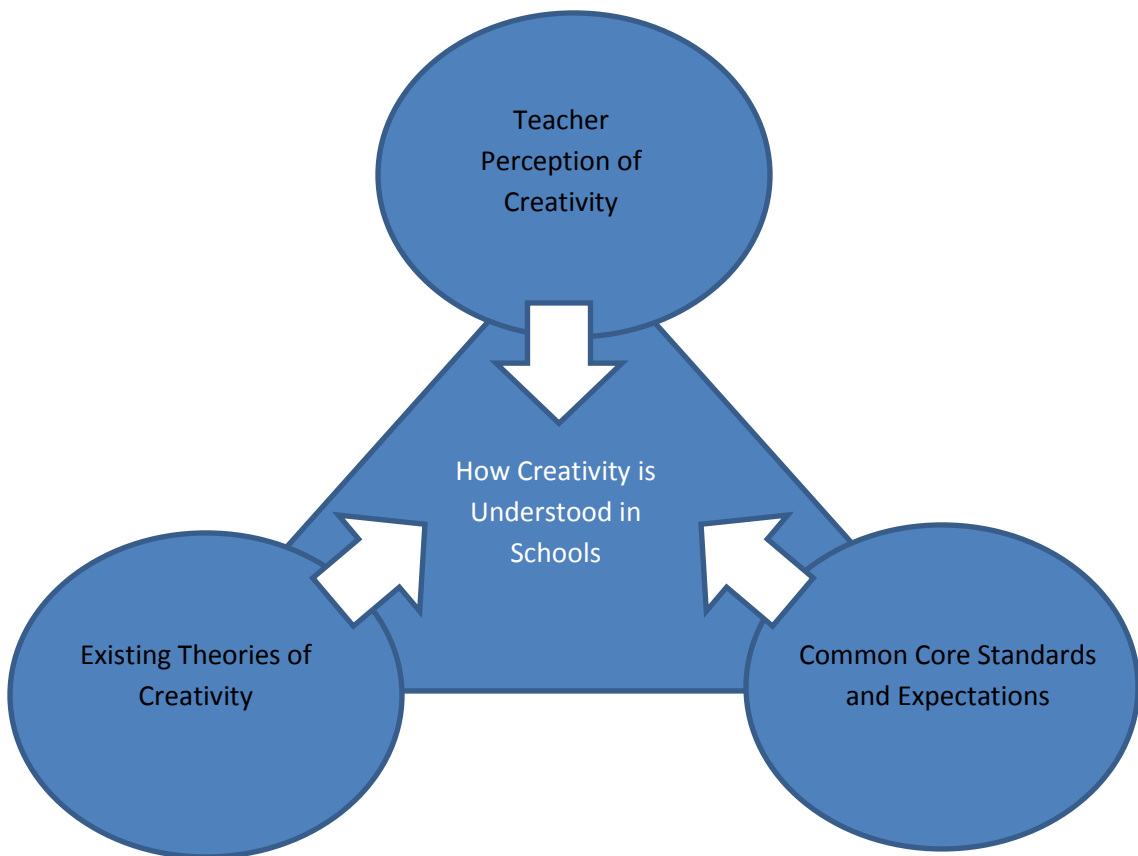 Teacher
Perception of
Creativity
How Creativity is
Understood in
Schools
Existing Theories of
Creativity
Common Core Standards
and Expectations